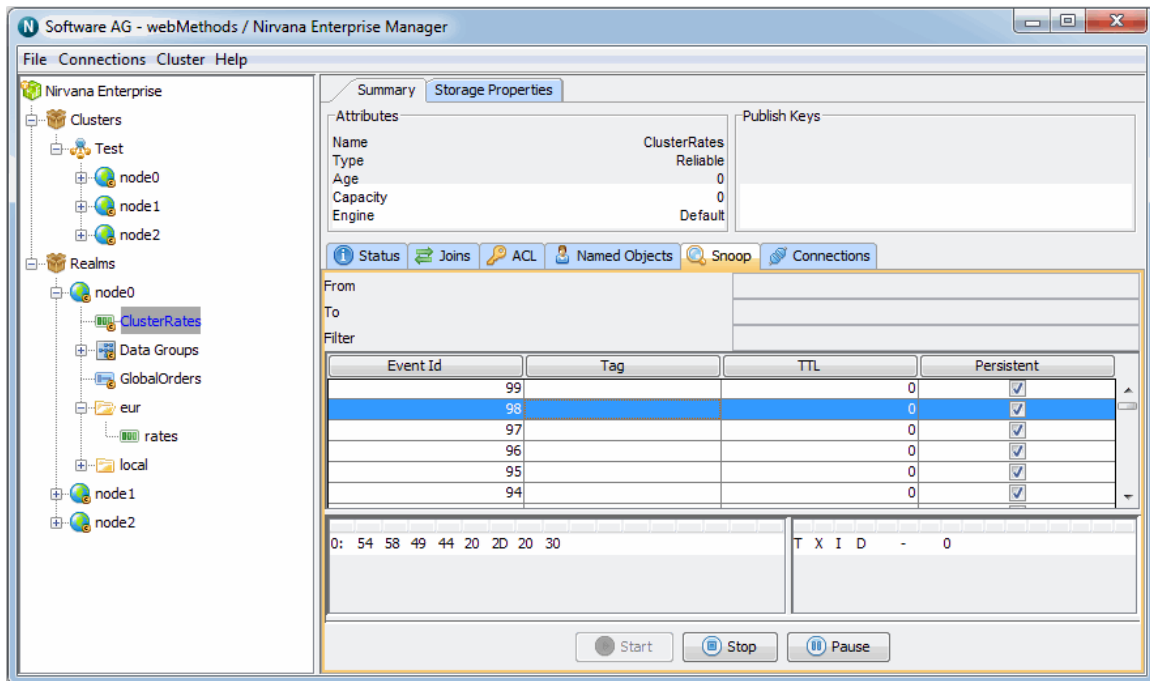 Software AG - webMethods / Nirvana Enterprise Manager
File Connections Cluster Help
Nirvana Enterprise
Clusters
Test
node0
node1
node2
Realms
node0
ClusterRates
Data Groups
GlobalOrders
eur
rates
local
node1
node2
Summary Storage Properties
Attributes
Name ClusterRates
Type Reliable
Age 0
Capacity 0
Engine Default
Publish Keys
Status Joins ACL Named Objects Snoop Connections
From
To
Filter
Event Id Tag TTL Persistent
99 0
98 0
97 0
96 0
95 0
94 0
0: 54 58 49 44 20 2D 20 30 T X I D - 0
Start Stop Pause